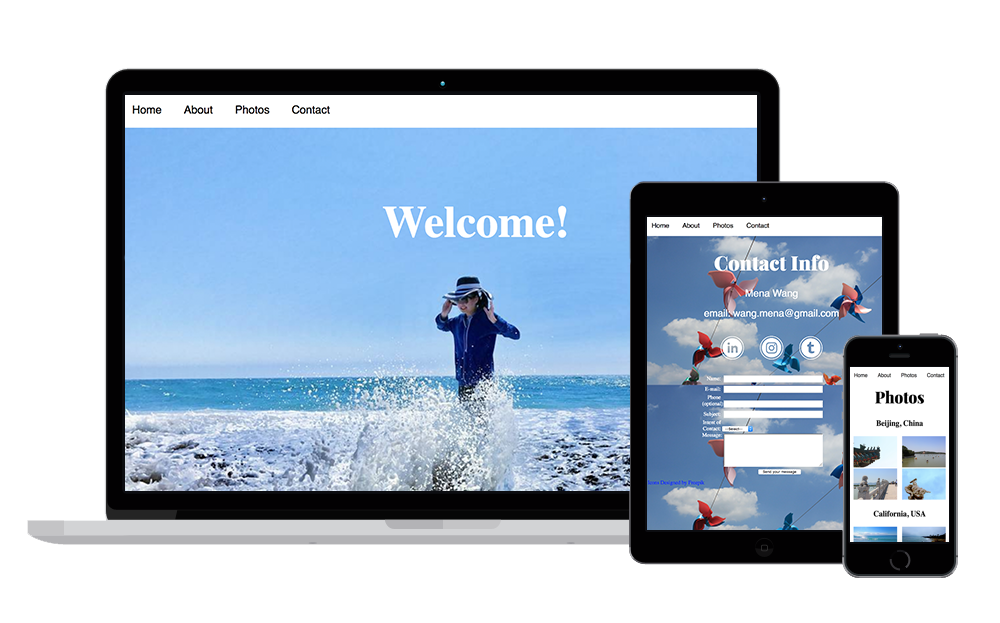 Home About Photos Contact
Welcome!
Home About Photos Contact
Contact Info
Mena Wang
email: wang.mena@gmail.com
in
t
Name:
E-mail:
Phone
(optional)
Subject:
Intent of
Contact: - Select -
Message:
Send your message
Icons Designed by Freepik
Home About Photos Contact
Photos
Beijing, China
California, USA